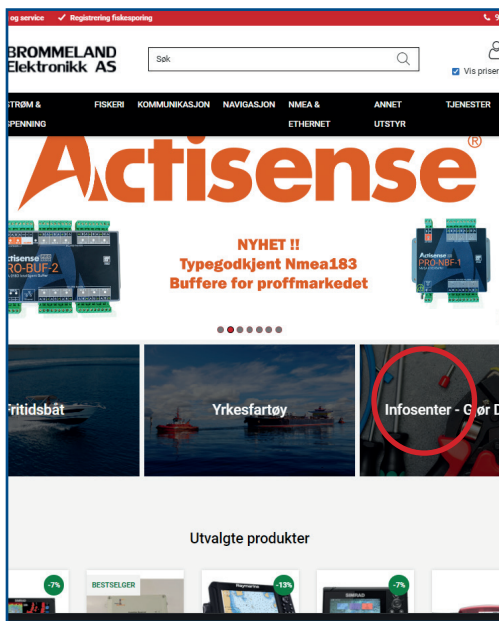 og service ✓ Registrering fiskesporing
BROMMELAND
Elektronikk AS
Søk
Vis priser
STRØM &
SPENNING
FISKERI
KOMMUNIKASJON
NAVIGASJON
NMEA &
ETHERNET
ANNET
UTSTYR
TJENESTER
Actisense®
Actisense
PRO-BUF-2
Actisense
PRO-NBF-1
NYHET !!
Typegodkjent Nmea183
Buffere for proffmarkedet
Fritidsbåt
Yrkesfartøy
Infosenter - Gjør D
Utvalgte produkter
-7%
BESTSELGER
Raymarine
-13%
SIMRAD
-7%